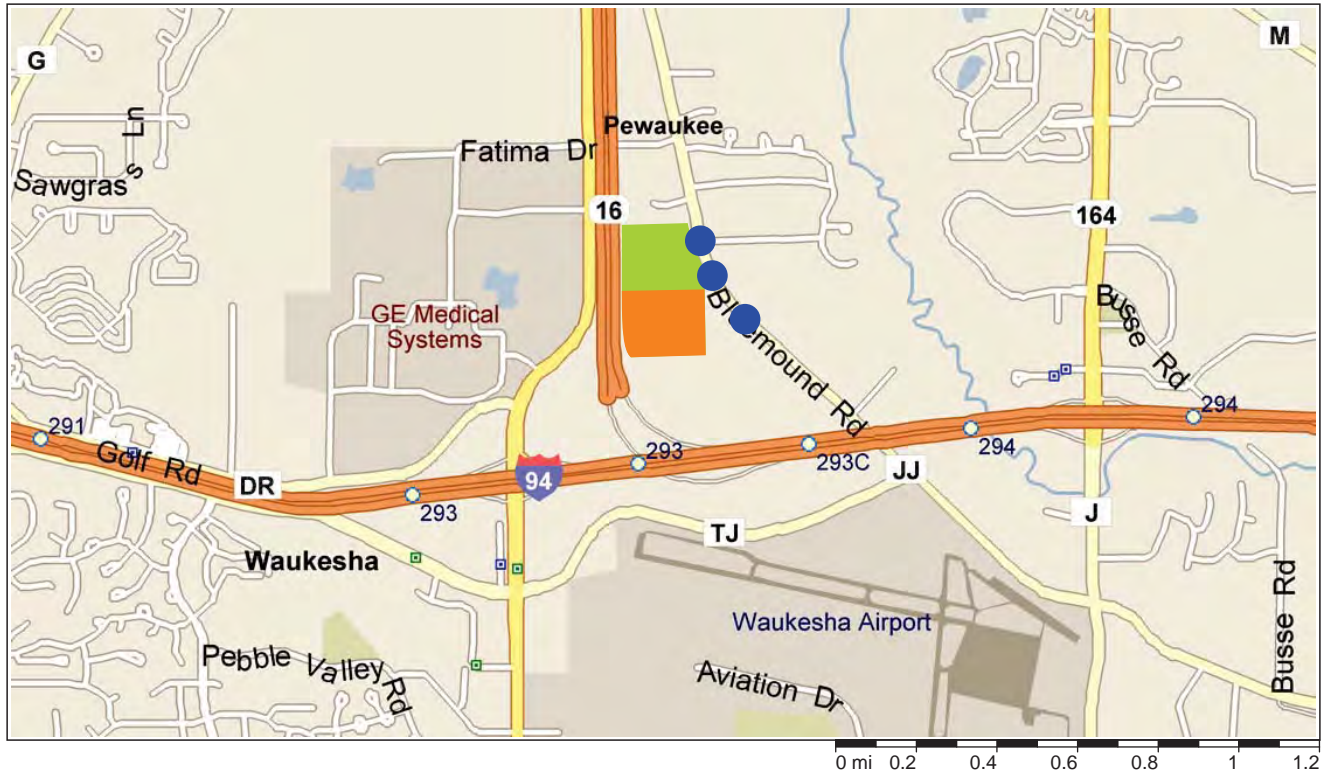 G
M
s Ln
Pewaukee
Fatima Dr
Sawgras
16
164
GE Medical
Systems
Busse Rd
mound Rd
291
294
Golf Rd
293
293C
294
JJ
DR
94
293
J
TJ
Waukesha
Waukesha Airport
Busse Rd
Pebble Valley Rd
Aviation Dr
0 mi 0.2 0.4 0.6 0.8 1 1.2